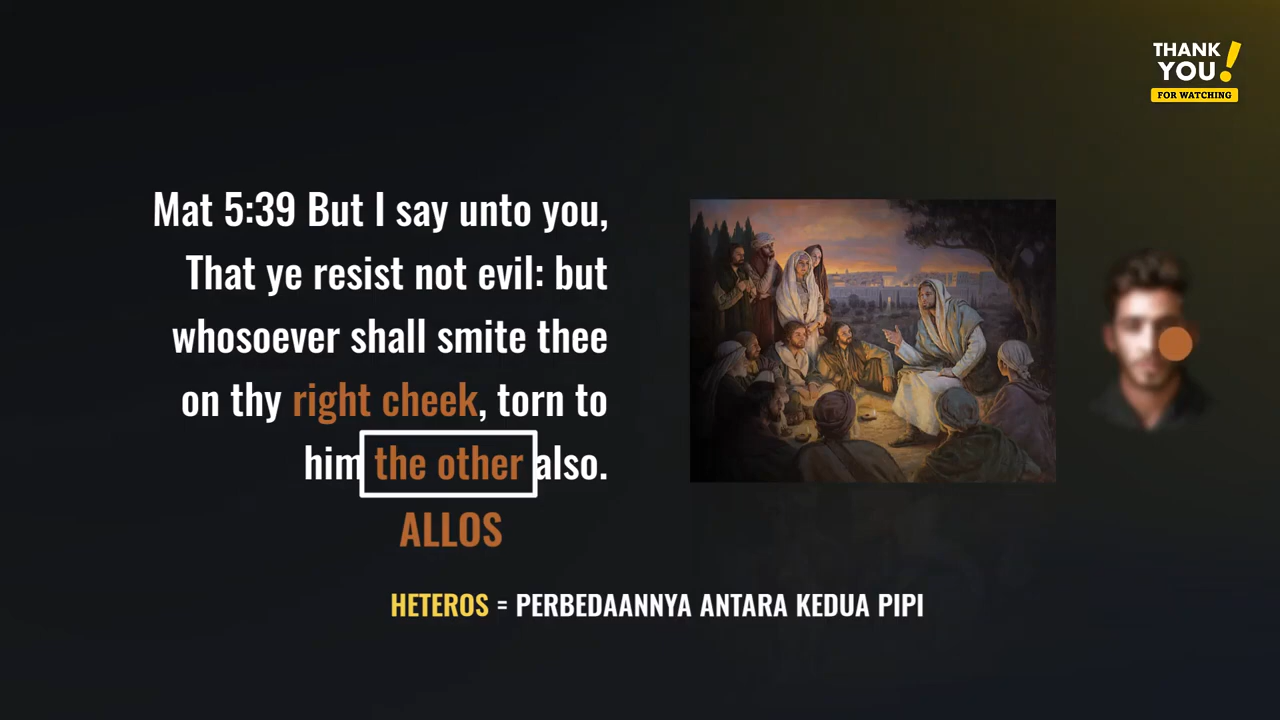 THANK
YOU!
FOR WATCHING
Mat 5:39 But I say unto you,
That ye resist not evil: but
whosoever shall smite thee
on thy right cheek, torn to
him the other also.
ALLOS
HETEROS = PERBEDAANNYA ANTARA KEDUA PIPI